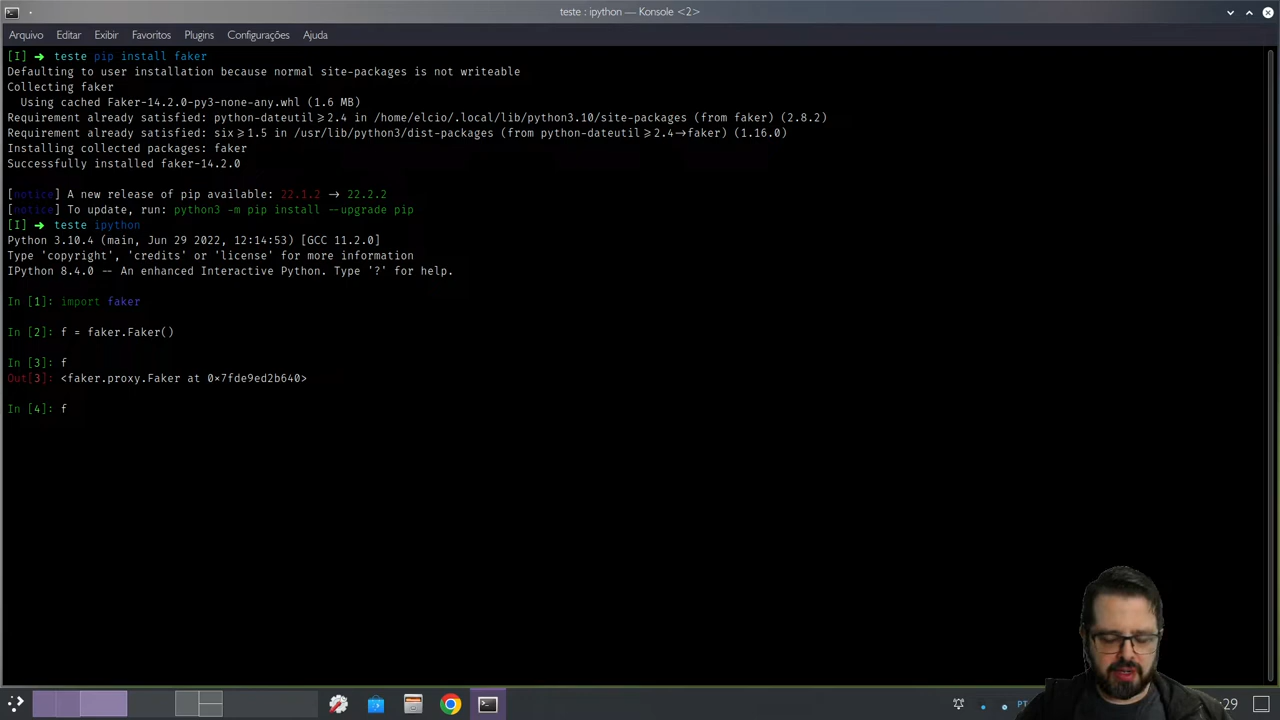 teste : ipython — Konsole <2>
Arquivo Editar Exibir Favoritos Plugins Configurações Ajuda
[I] ➜ teste pip install faker
Defaulting to user installation because normal site-packages is not writeable
Collecting faker
  Using cached Faker-14.2.0-py3-none-any.whl (1.6 MB)
Requirement already satisfied: python-dateutil>=2.4 in /home/elcio/.local/lib/python3.10/site-packages (from faker) (2.8.2)
Requirement already satisfied: six>=1.5 in /usr/lib/python3/dist-packages (from python-dateutil>=2.4->faker) (1.16.0)
Installing collected packages: faker
Successfully installed faker-14.2.0
[notice] A new release of pip available: 22.1.2 -> 22.2.2
[notice] To update, run: python3 -m pip install --upgrade pip
[I] ➜ teste ipython
Python 3.10.4 (main, Jun 29 2022, 12:14:53) [GCC 11.2.0]
Type 'copyright', 'credits' or 'license' for more information
IPython 8.4.0 -- An enhanced Interactive Python. Type '?' for help.
In [1]: import faker
In [2]: f = faker.Faker()
In [3]: f
Out[3]: <faker.proxy.Faker at 0x7fde9ed2b640>
In [4]: f
PT :29